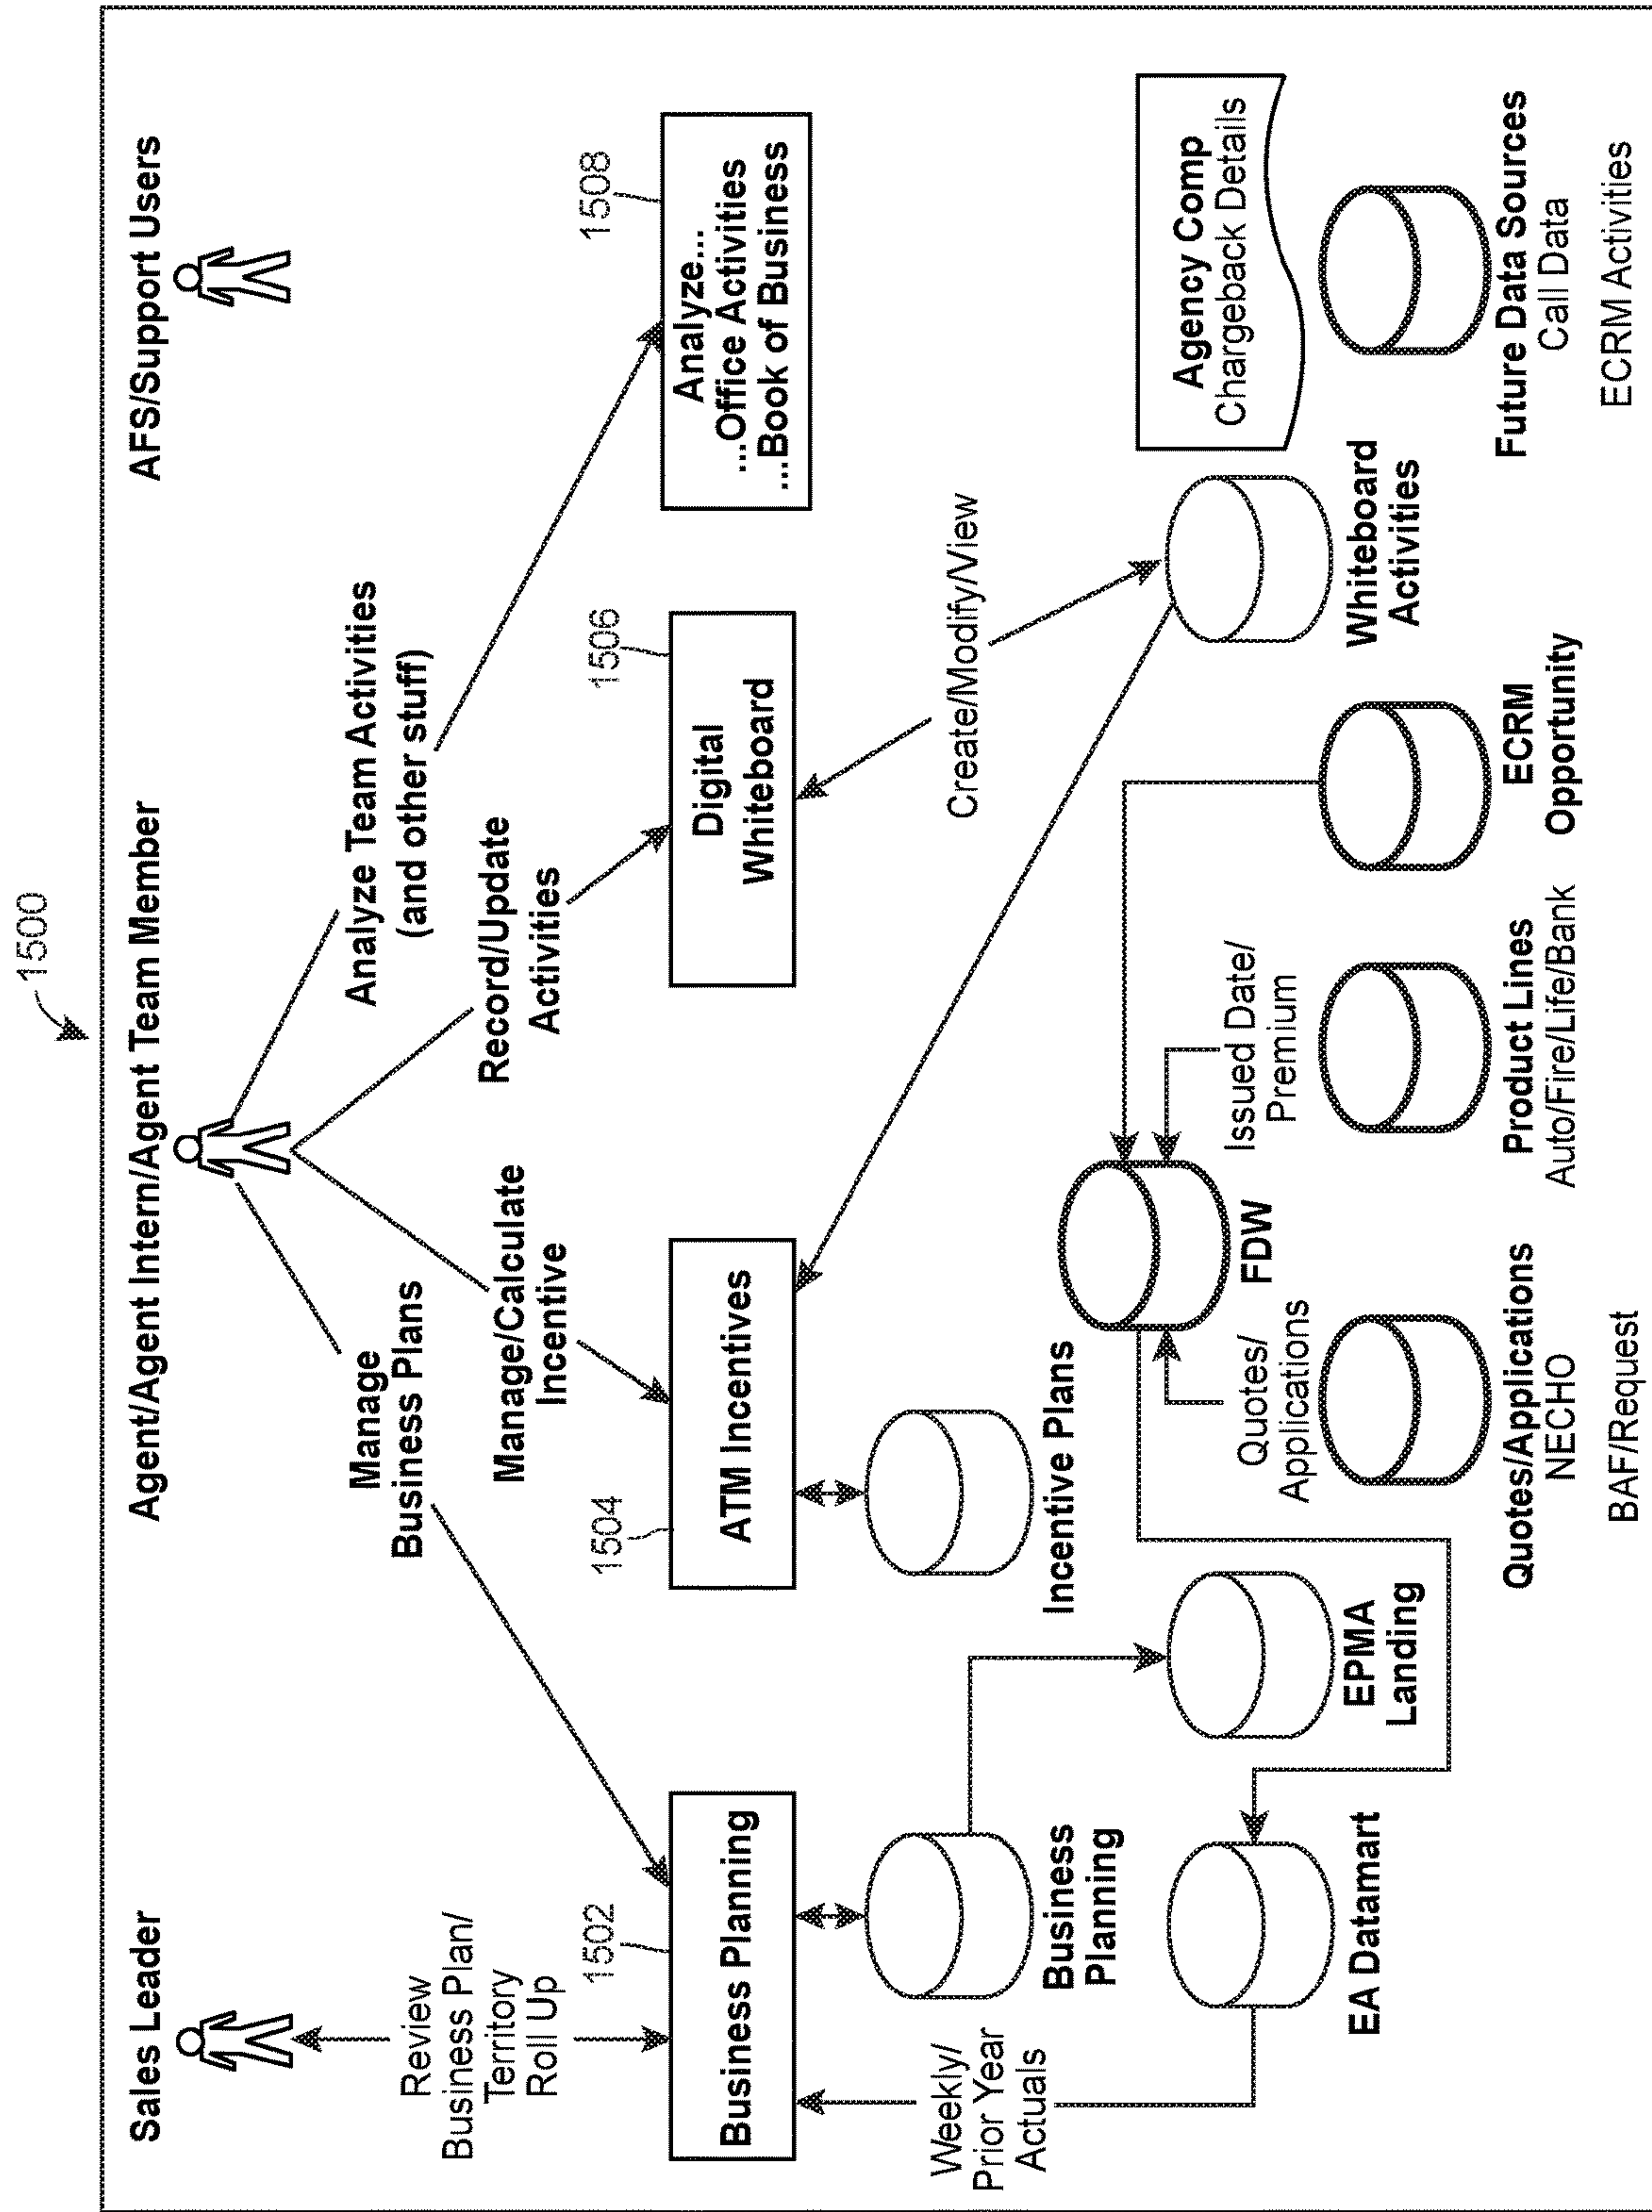 1500
Sales Leader
Agent/Agent Intern/Agent Team Member
AFS/Support Users
Review
Business Plan/
Territory
Roll Up
Manage
Business Plans
Manage/Calculate
Incentive
Record/Update
Activities
Analyze Team Activities
(and other stuff)
1502
Business Planning
1504
ATM Incentives
1506
Digital
Whiteboard
1508
Analyze...
...Office Activities
...Book of Business
Weekly/
Prior Year
Actuals
Business
Planning
Incentive Plans
Create/Modify/View
EA Datamart
EPMA
Landing
Quotes/
Applications
FDW
Issued Date/
Premium
Whiteboard
Activities
Agency Comp
Chargeback Details
Quotes/Applications
NECHO
BAF/Request
Product Lines
Auto/Fire/Life/Bank
ECRM
Opportunity
Future Data Sources
Call Data
ECRM Activities